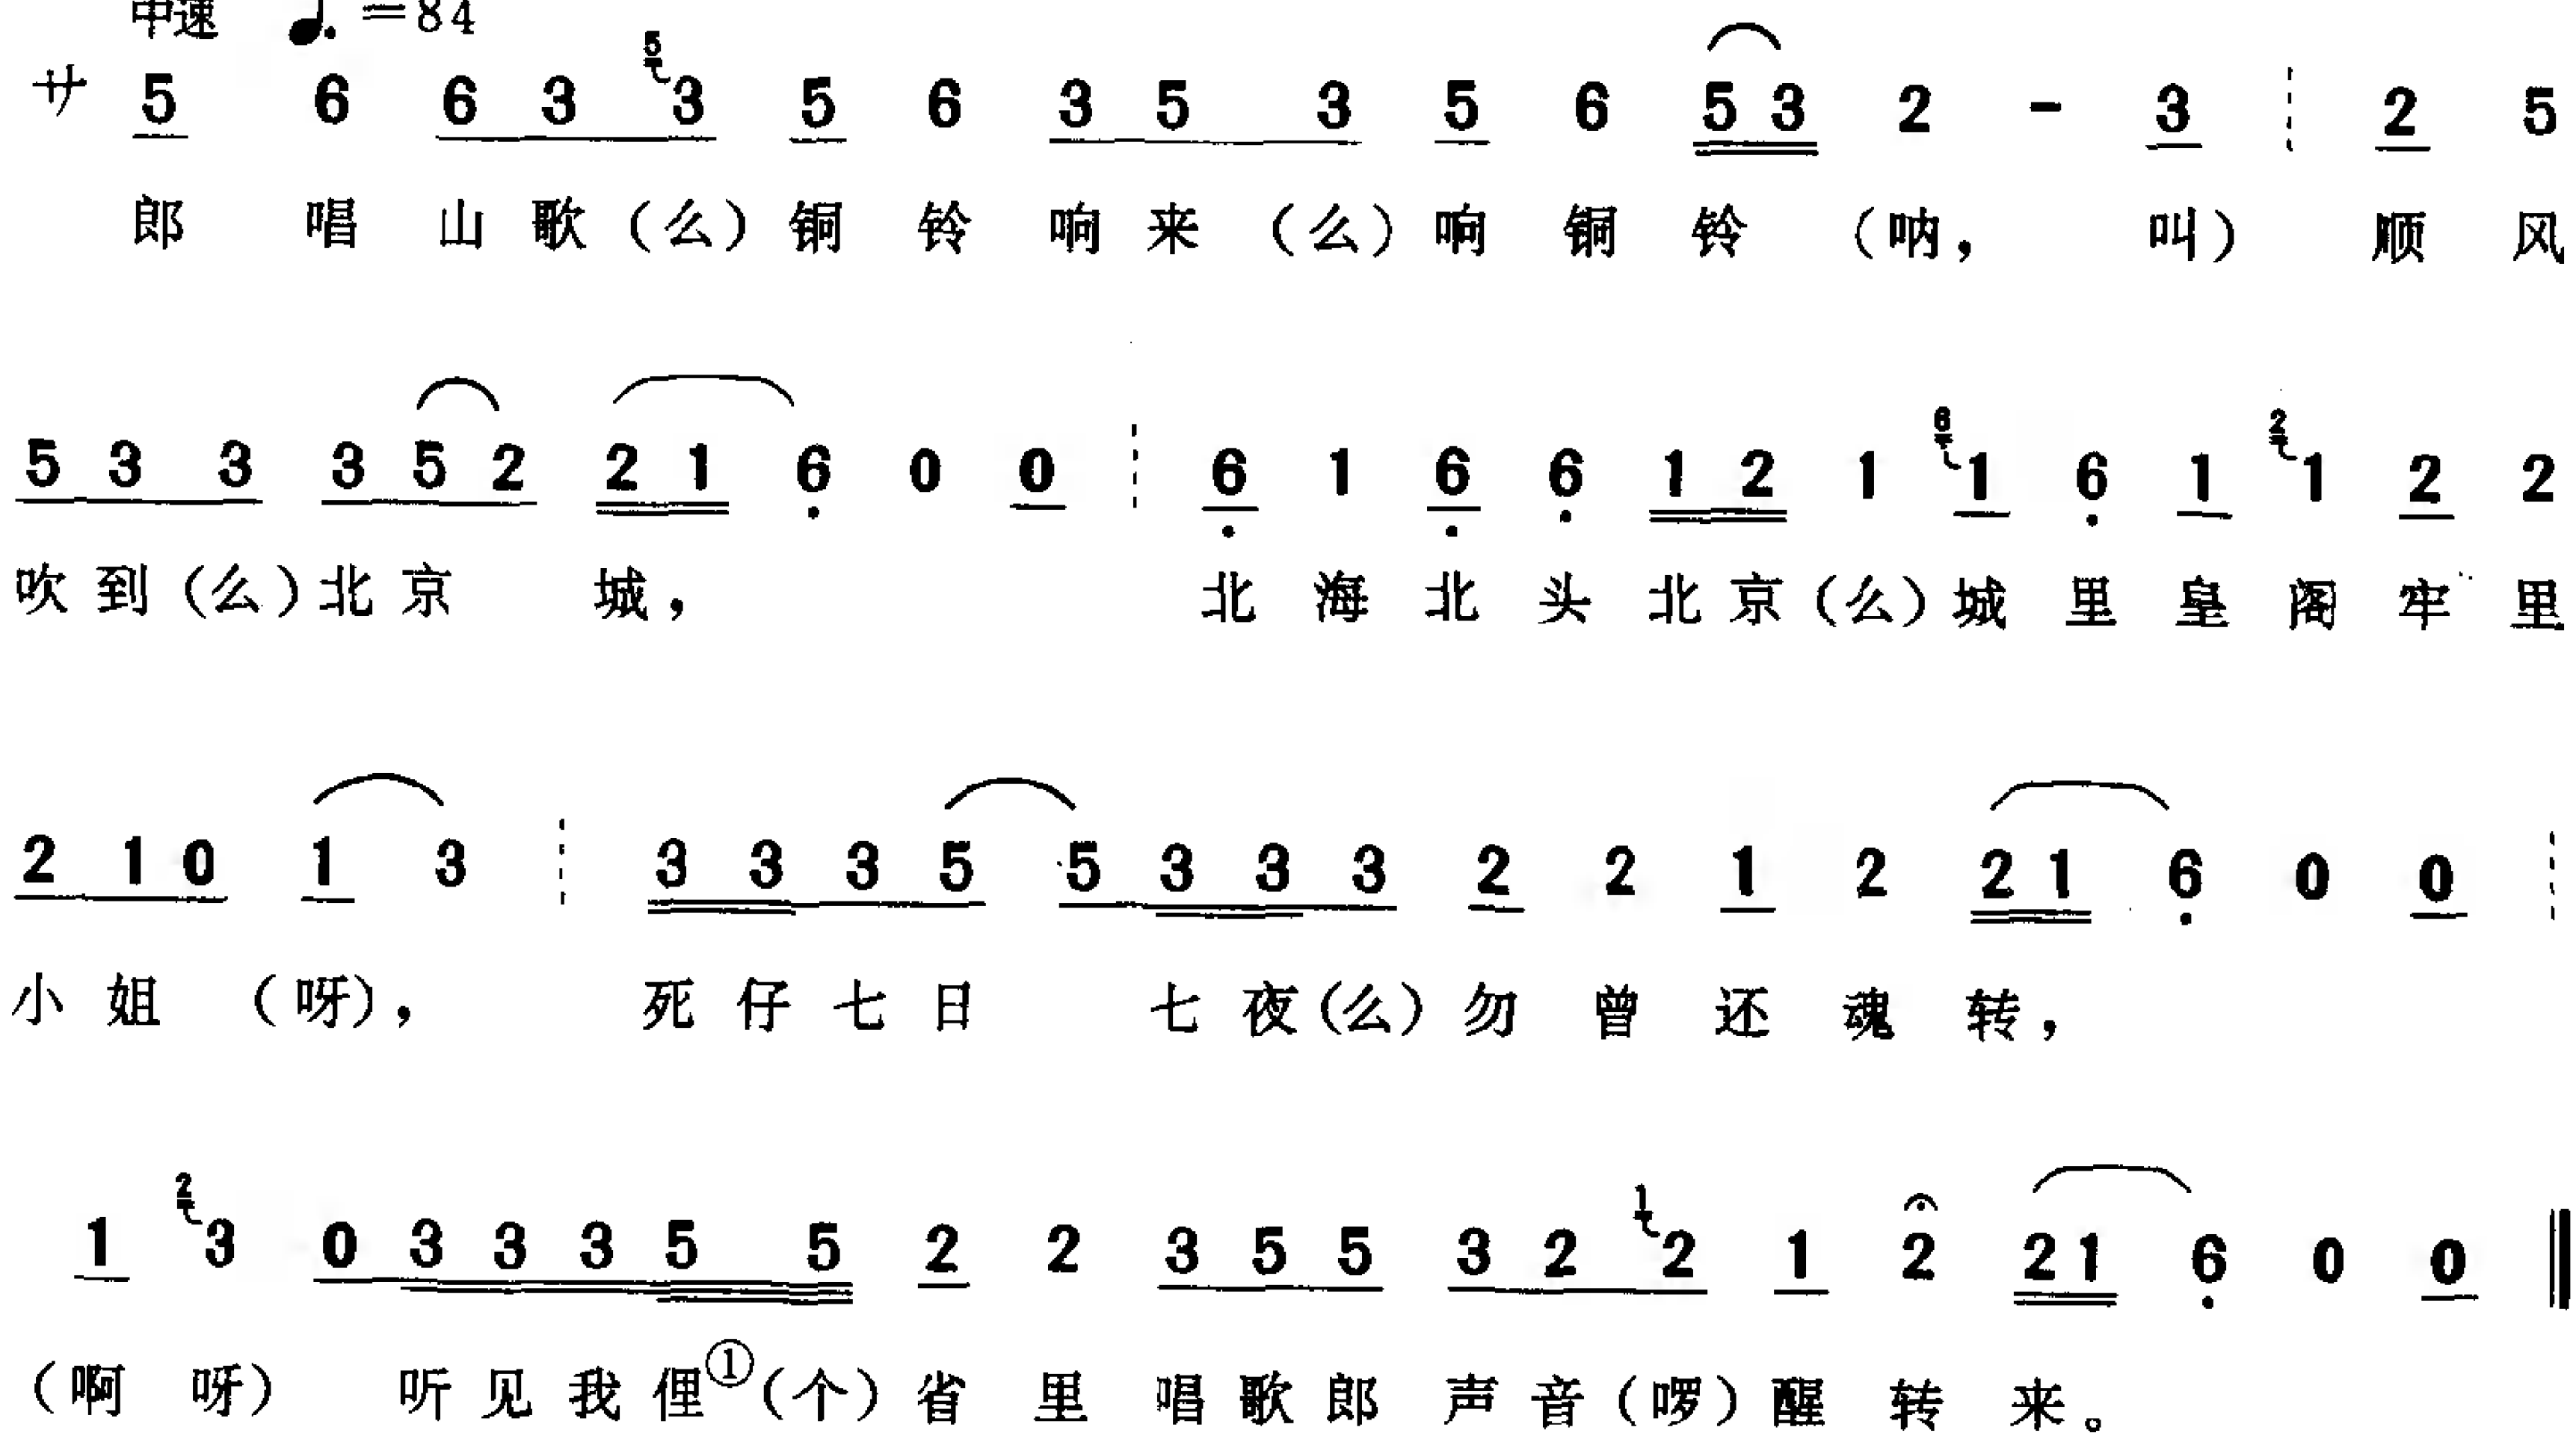 中速 ♩. =84
サ 5 6 6 3 5 3 5 6 3 5 3 5 6 5 3 2 - 3 2 5
郎 唱 山 歌（么）铜 铃 响 来 （么）响 铜 铃 （呐， 叫） 顺 风
5 3 3 3 5 2 2 1 6 0 0 6 1 6 6 1 2 1 6 1 6 1 2 1 2 2
吹 到（么）北 京 城， 北 海 北 头 北 京（么）城 里 皇 阁 牢 里
2 1 0 1 3 3 3 3 5 5 3 3 3 2 2 1 2 2 1 6 0 0
小 姐 （呀）， 死 仔 七 日 七 夜（么）勿 曾 还 魂 转，
1 2 3 0 3 3 3 5 5 2 2 3 5 5 3 2 1 2 1 2 2 1 6 0 0
（啊 呀） 听 见 我 俚①（个）省 里 唱 歌 郎 声 音（啰）醒 转 来。